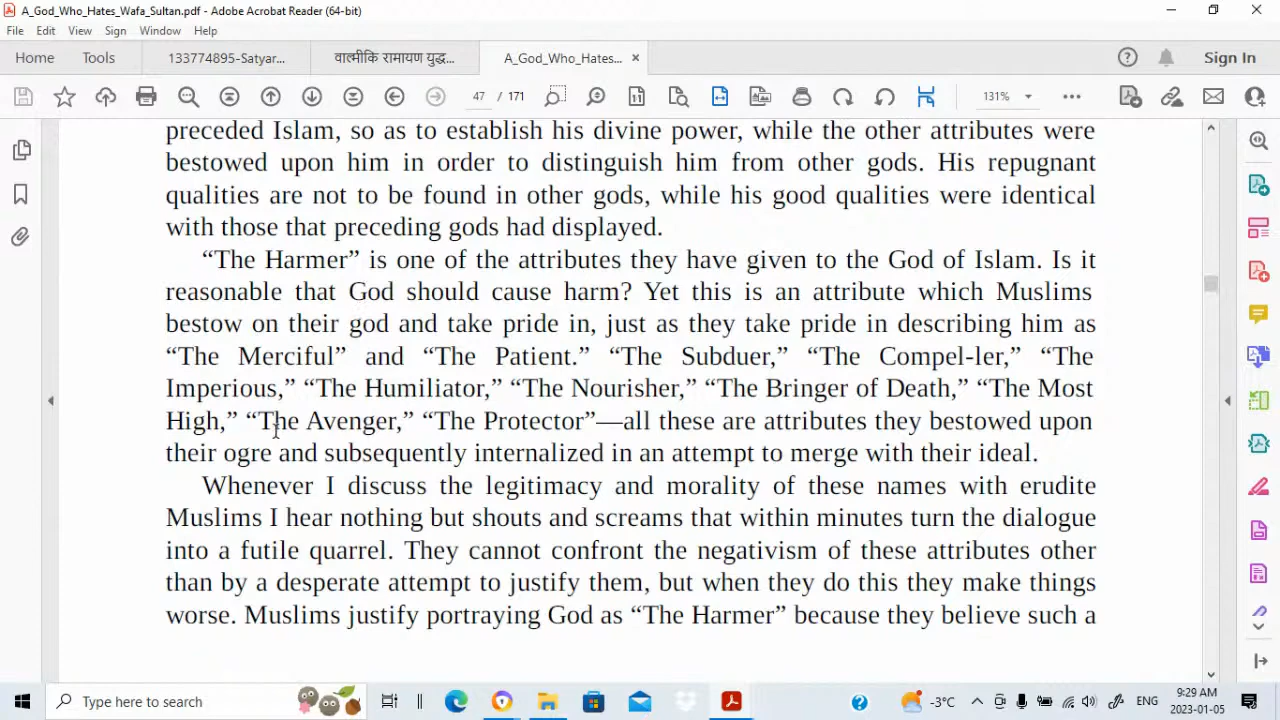 A_God_Who_Hates_Wafa_Sultan.pdf - Adobe Acrobat Reader (64-bit)
File Edit View Sign Window Help
Home Tools 133774895-Satyar... वाल्मीकि रामायण युद्ध... A_God_Who_Hates... Sign In
47 / 171 131%
preceded Islam, so as to establish his divine power, while the other attributes were
bestowed upon him in order to distinguish him from other gods. His repugnant
qualities are not to be found in other gods, while his good qualities were identical
with those that preceding gods had displayed.
“The Harmer” is one of the attributes they have given to the God of Islam. Is it
reasonable that God should cause harm? Yet this is an attribute which Muslims
bestow on their god and take pride in, just as they take pride in describing him as
“The Merciful” and “The Patient.” “The Subduer,” “The Compel-ler,” “The
Imperious,” “The Humiliator,” “The Nourisher,” “The Bringer of Death,” “The Most
High,” “The Avenger,” “The Protector”—all these are attributes they bestowed upon
their ogre and subsequently internalized in an attempt to merge with their ideal.
Whenever I discuss the legitimacy and morality of these names with erudite
Muslims I hear nothing but shouts and screams that within minutes turn the dialogue
into a futile quarrel. They cannot confront the negativism of these attributes other
than by a desperate attempt to justify them, but when they do this they make things
worse. Muslims justify portraying God as “The Harmer” because they believe such a
Type here to search -3°C ENG 9:29 AM
2023-01-05